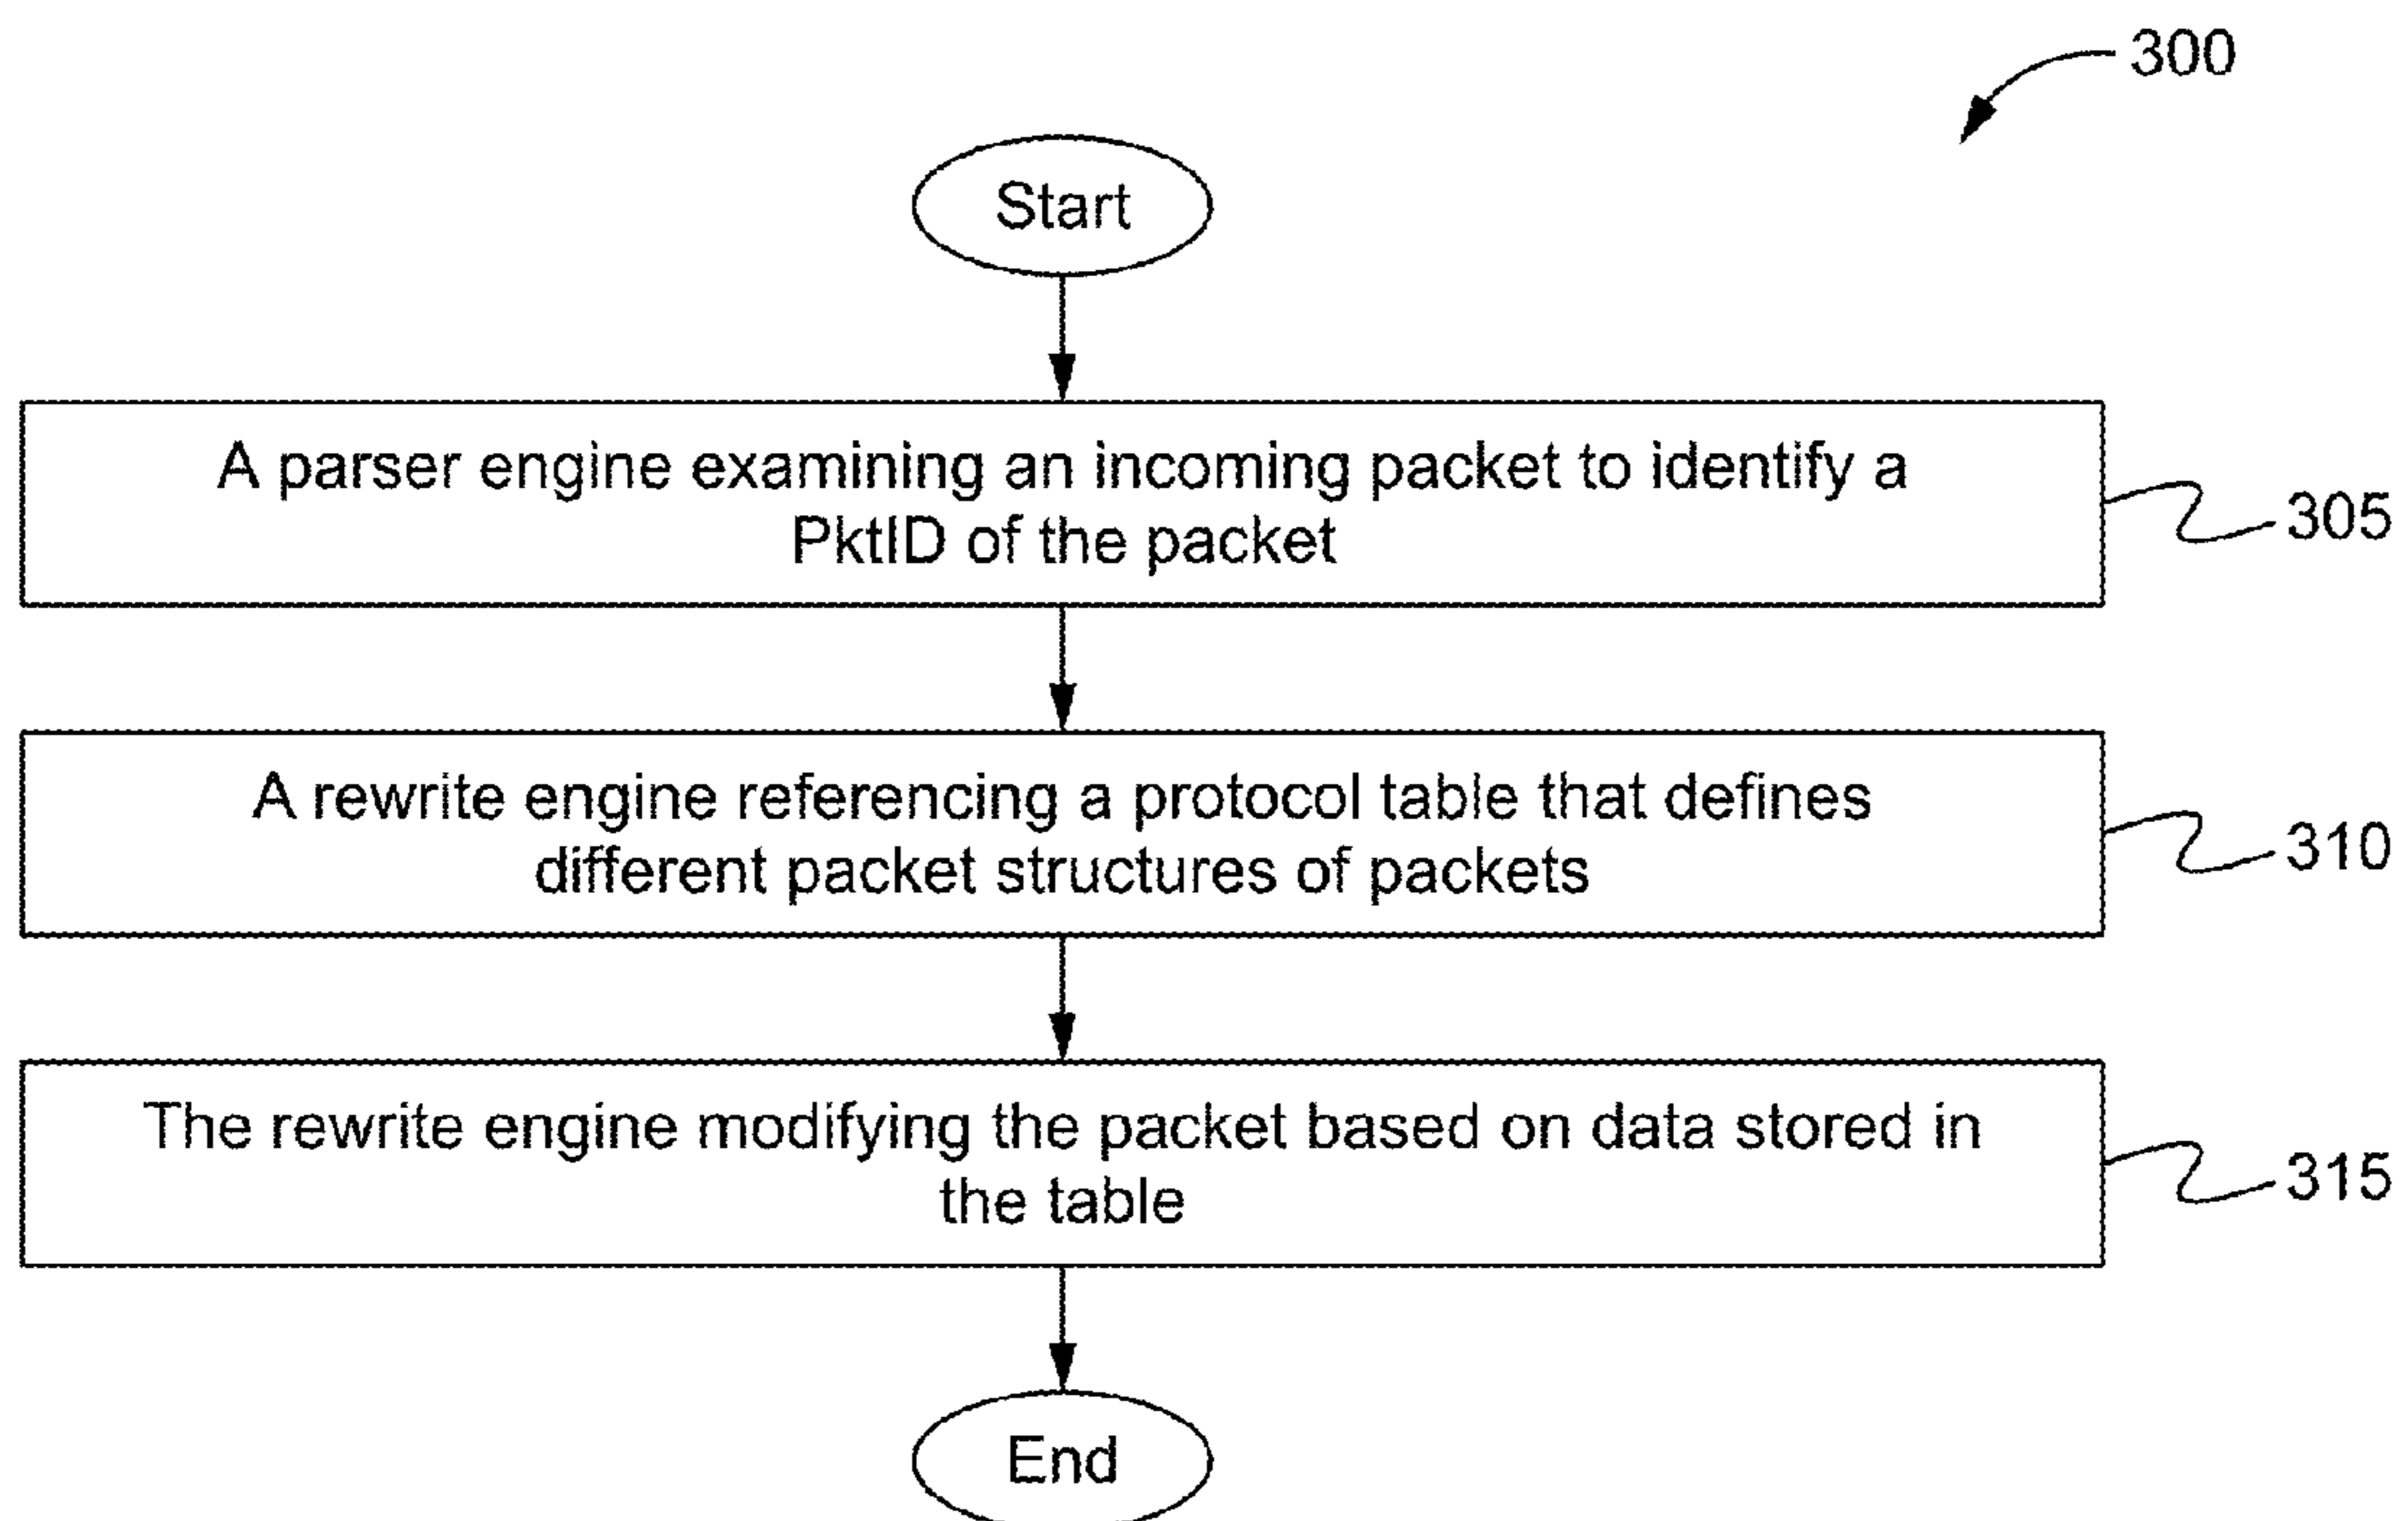 300
Start
A parser engine examining an incoming packet to identify a
PktID of the packet
305
A rewrite engine referencing a protocol table that defines
different packet structures of packets
310
The rewrite engine modifying the packet based on data stored in
the table
315
End